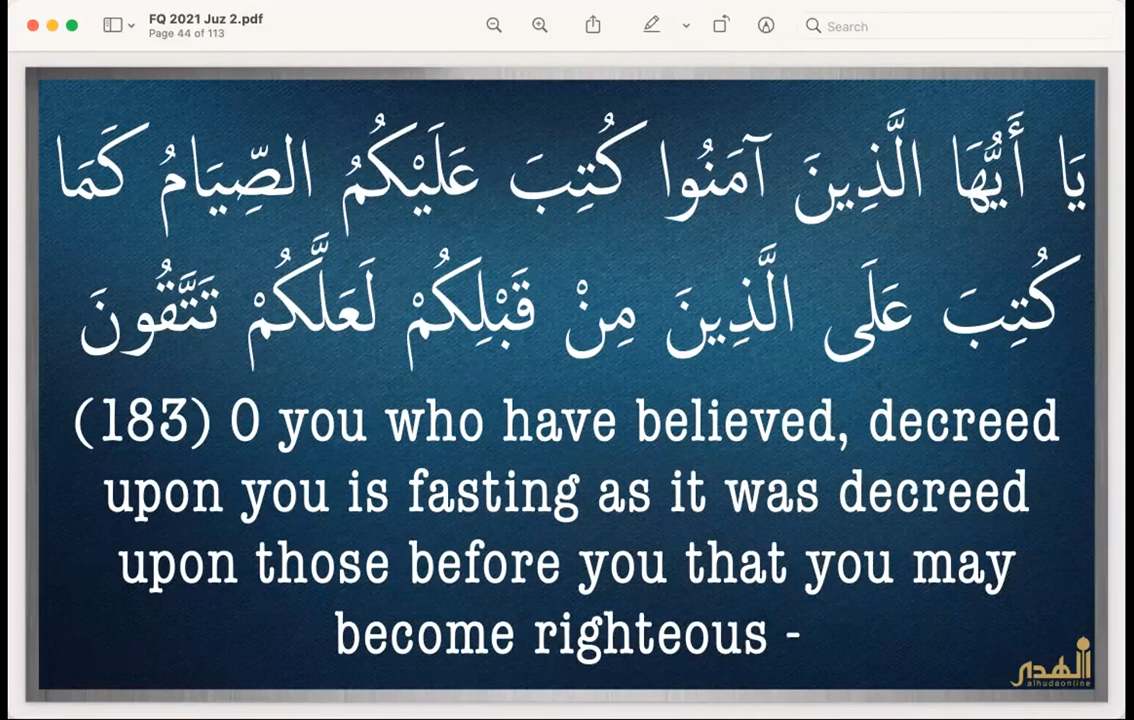 FQ 2021 Juz 2.pdf
Page 44 of 113
Search
يَا أَيُّهَا الَّذِينَ آمَنُوا كُتِبَ عَلَيْكُمُ الصِّيَامُ كَمَا
كُتِبَ عَلَى الَّذِينَ مِنْ قَبْلِكُمْ لَعَلَّكُمْ تَتَّقُونَ
(183) O you who have believed, decreed
upon you is fasting as it was decreed
upon those before you that you may
become righteous -
الهدى
alhudaonline